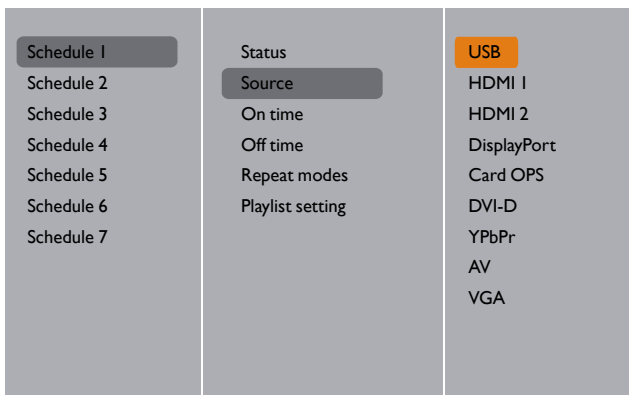 Schedule 1
Schedule 2
Schedule 3
Schedule 4
Schedule 5
Schedule 6
Schedule 7
Status
Source
On time
Off time
Repeat modes
Playlist setting
USB
HDMI 1
HDMI 2
DisplayPort
Card OPS
DVI-D
YPbPr
AV
VGA